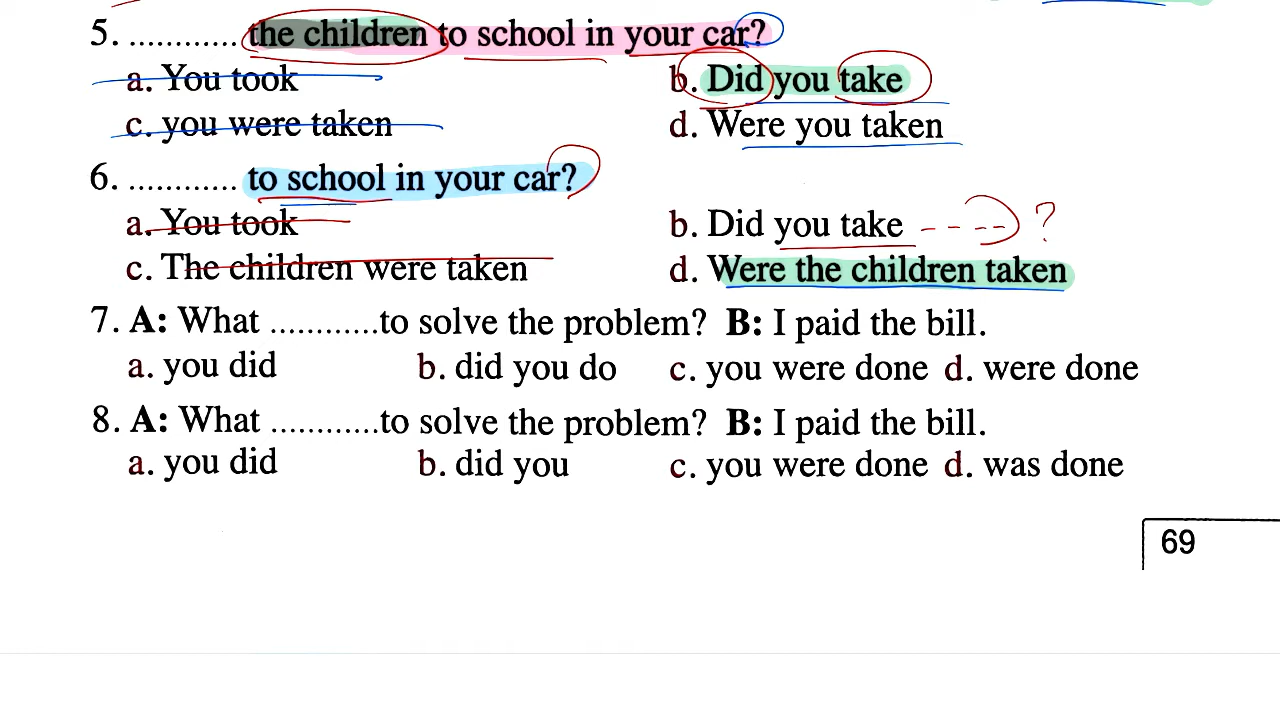 5. ............ the children to school in your car?
a. You took b. Did you take
c. you were taken d. Were you taken
6. ............ to school in your car?
a. You took b. Did you take ----?
c. The children were taken d. Were the children taken
7. A: What ............to solve the problem? B: I paid the bill.
a. you did b. did you do c. you were done d. were done
8. A: What ............to solve the problem? B: I paid the bill.
a. you did b. did you c. you were done d. was done
69